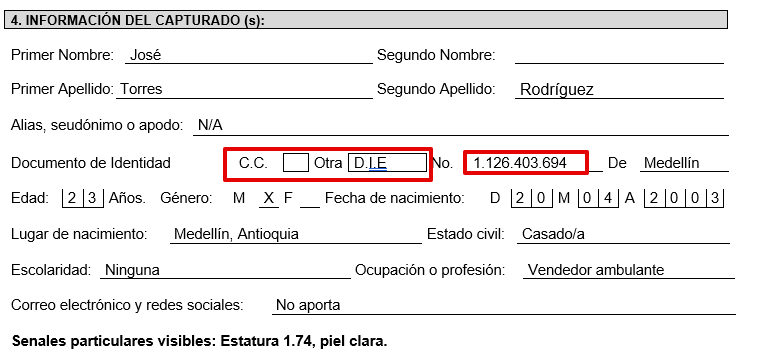 4. INFORMACIÓN DEL CAPTURADO (s):
Primer Nombre: José Segundo Nombre:
Primer Apellido: Torres Segundo Apellido: Rodríguez
Alias, seudónimo o apodo: N/A
Documento de Identidad C.C. Otra D.I.E No. 1.126.403.694 De Medellín
Edad: 2 3 Años. Género: M X F Fecha de nacimiento: D 2 0 M 0 4 A 2 0 0 3
Lugar de nacimiento: Medellín, Antioquia Estado civil: Casado/a
Escolaridad: Ninguna Ocupación o profesión: Vendedor ambulante
Correo electrónico y redes sociales: No aporta
Senales particulares visibles: Estatura 1.74, piel clara.